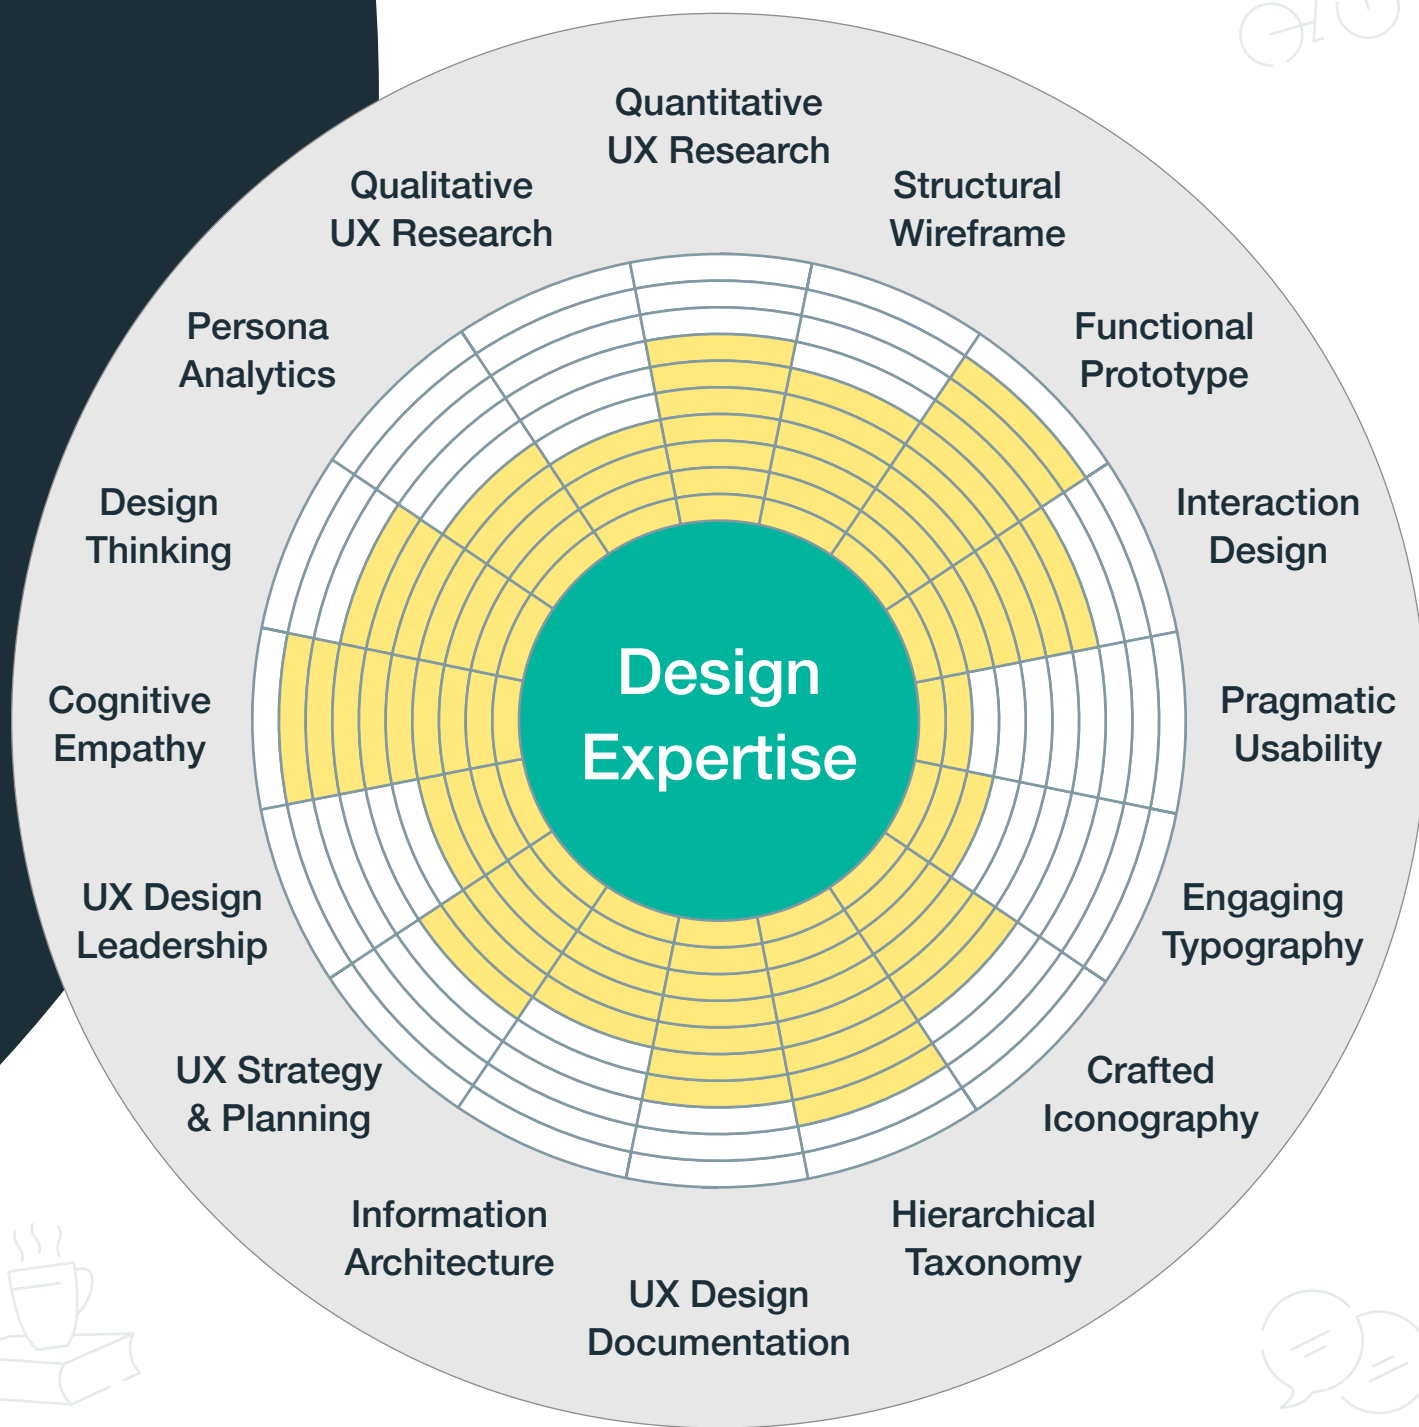 Quantitative
UX Research
Structural
Wireframe
Functional
Prototype
Interaction
Design
Pragmatic
Usability
Engaging
Typography
Crafted
Iconography
Hierarchical
Taxonomy
UX Design
Documentation
Information
Architecture
UX Strategy
& Planning
UX Design
Leadership
Cognitive
Empathy
Design
Thinking
Persona
Analytics
Qualitative
UX Research
Design
Expertise